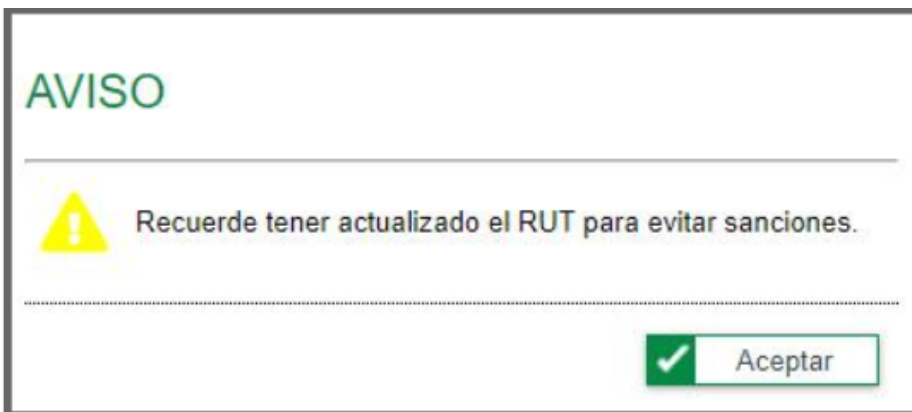 AVISO
Recuerde tener actualizado el RUT para evitar sanciones.
Aceptar